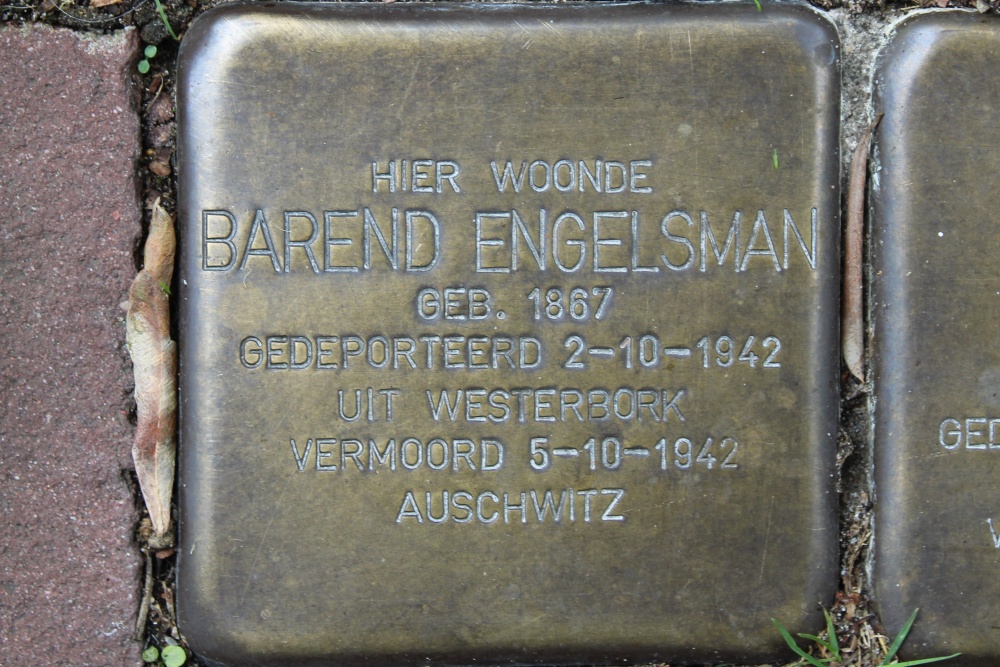 HIER WOONDE
BAREND ENGELSMAN
GEB. 1867
GEDEPORTEERD 2-10-1942
UIT WESTERBORK
VERMOORD 5-10-1942
AUSCHWITZ